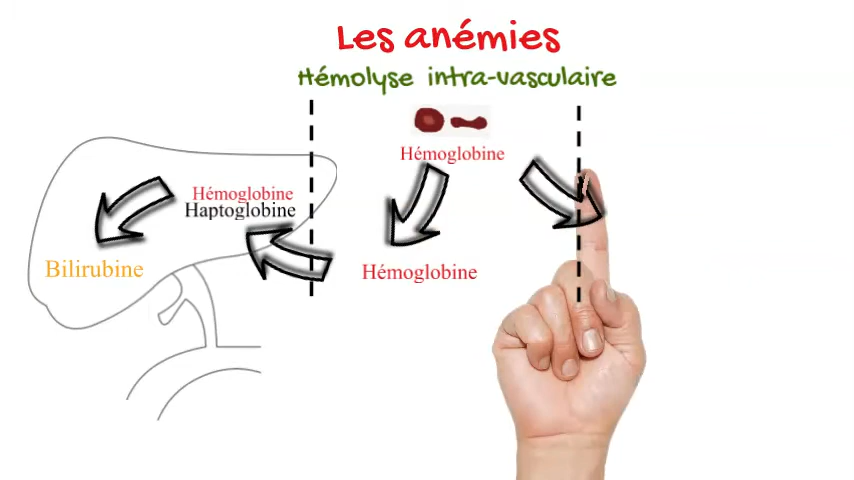 Les anémies
Hémolyse intra-vasculaire
Hémoglobine
Hémoglobine
Haptoglobine
Bilirubine
Hémoglobine